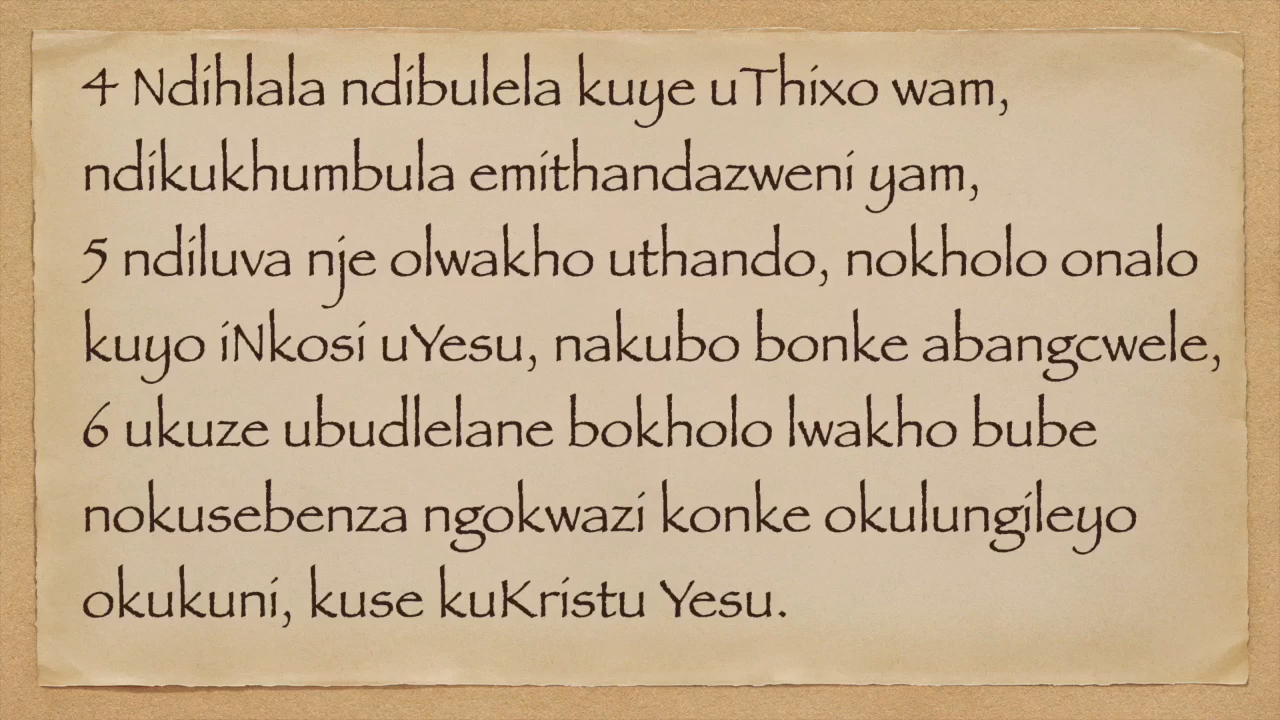 4 Ndihlala ndibulela kuye uThixo wam,
ndikukhumbula emithandazweni yam,
5 ndiluva nje olwakho uthando, nokholo onalo
kuyo iNkosi uYesu, nakubo bonke abangcwele,
6 ukuze ubudlelane bokholo lwakho bube
nokusebenza ngokwazi konke okulungileyo
okukuni, kuse kuKristu Yesu.